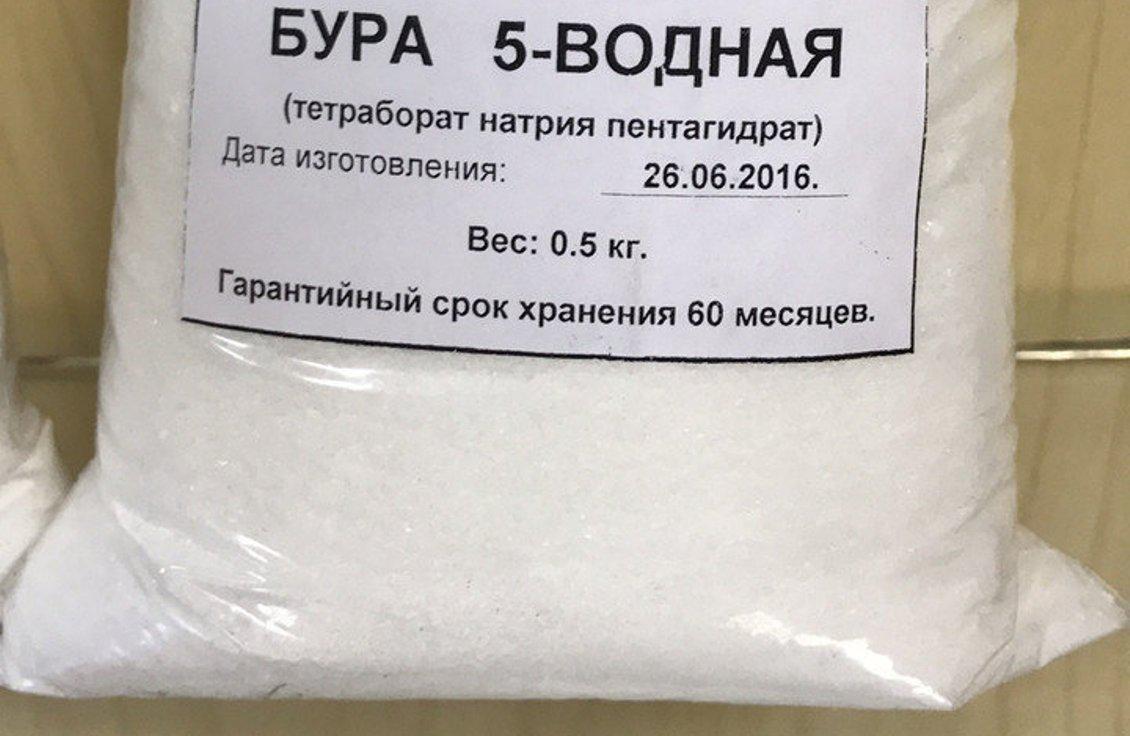 БУРА 5-ВОДНАЯ
(тетраборат натрия пентагидрат)
Дата изготовления: 26.06.2016.
Вес: 0.5 кг.
Гарантийный срок хранения 60 месяцев.